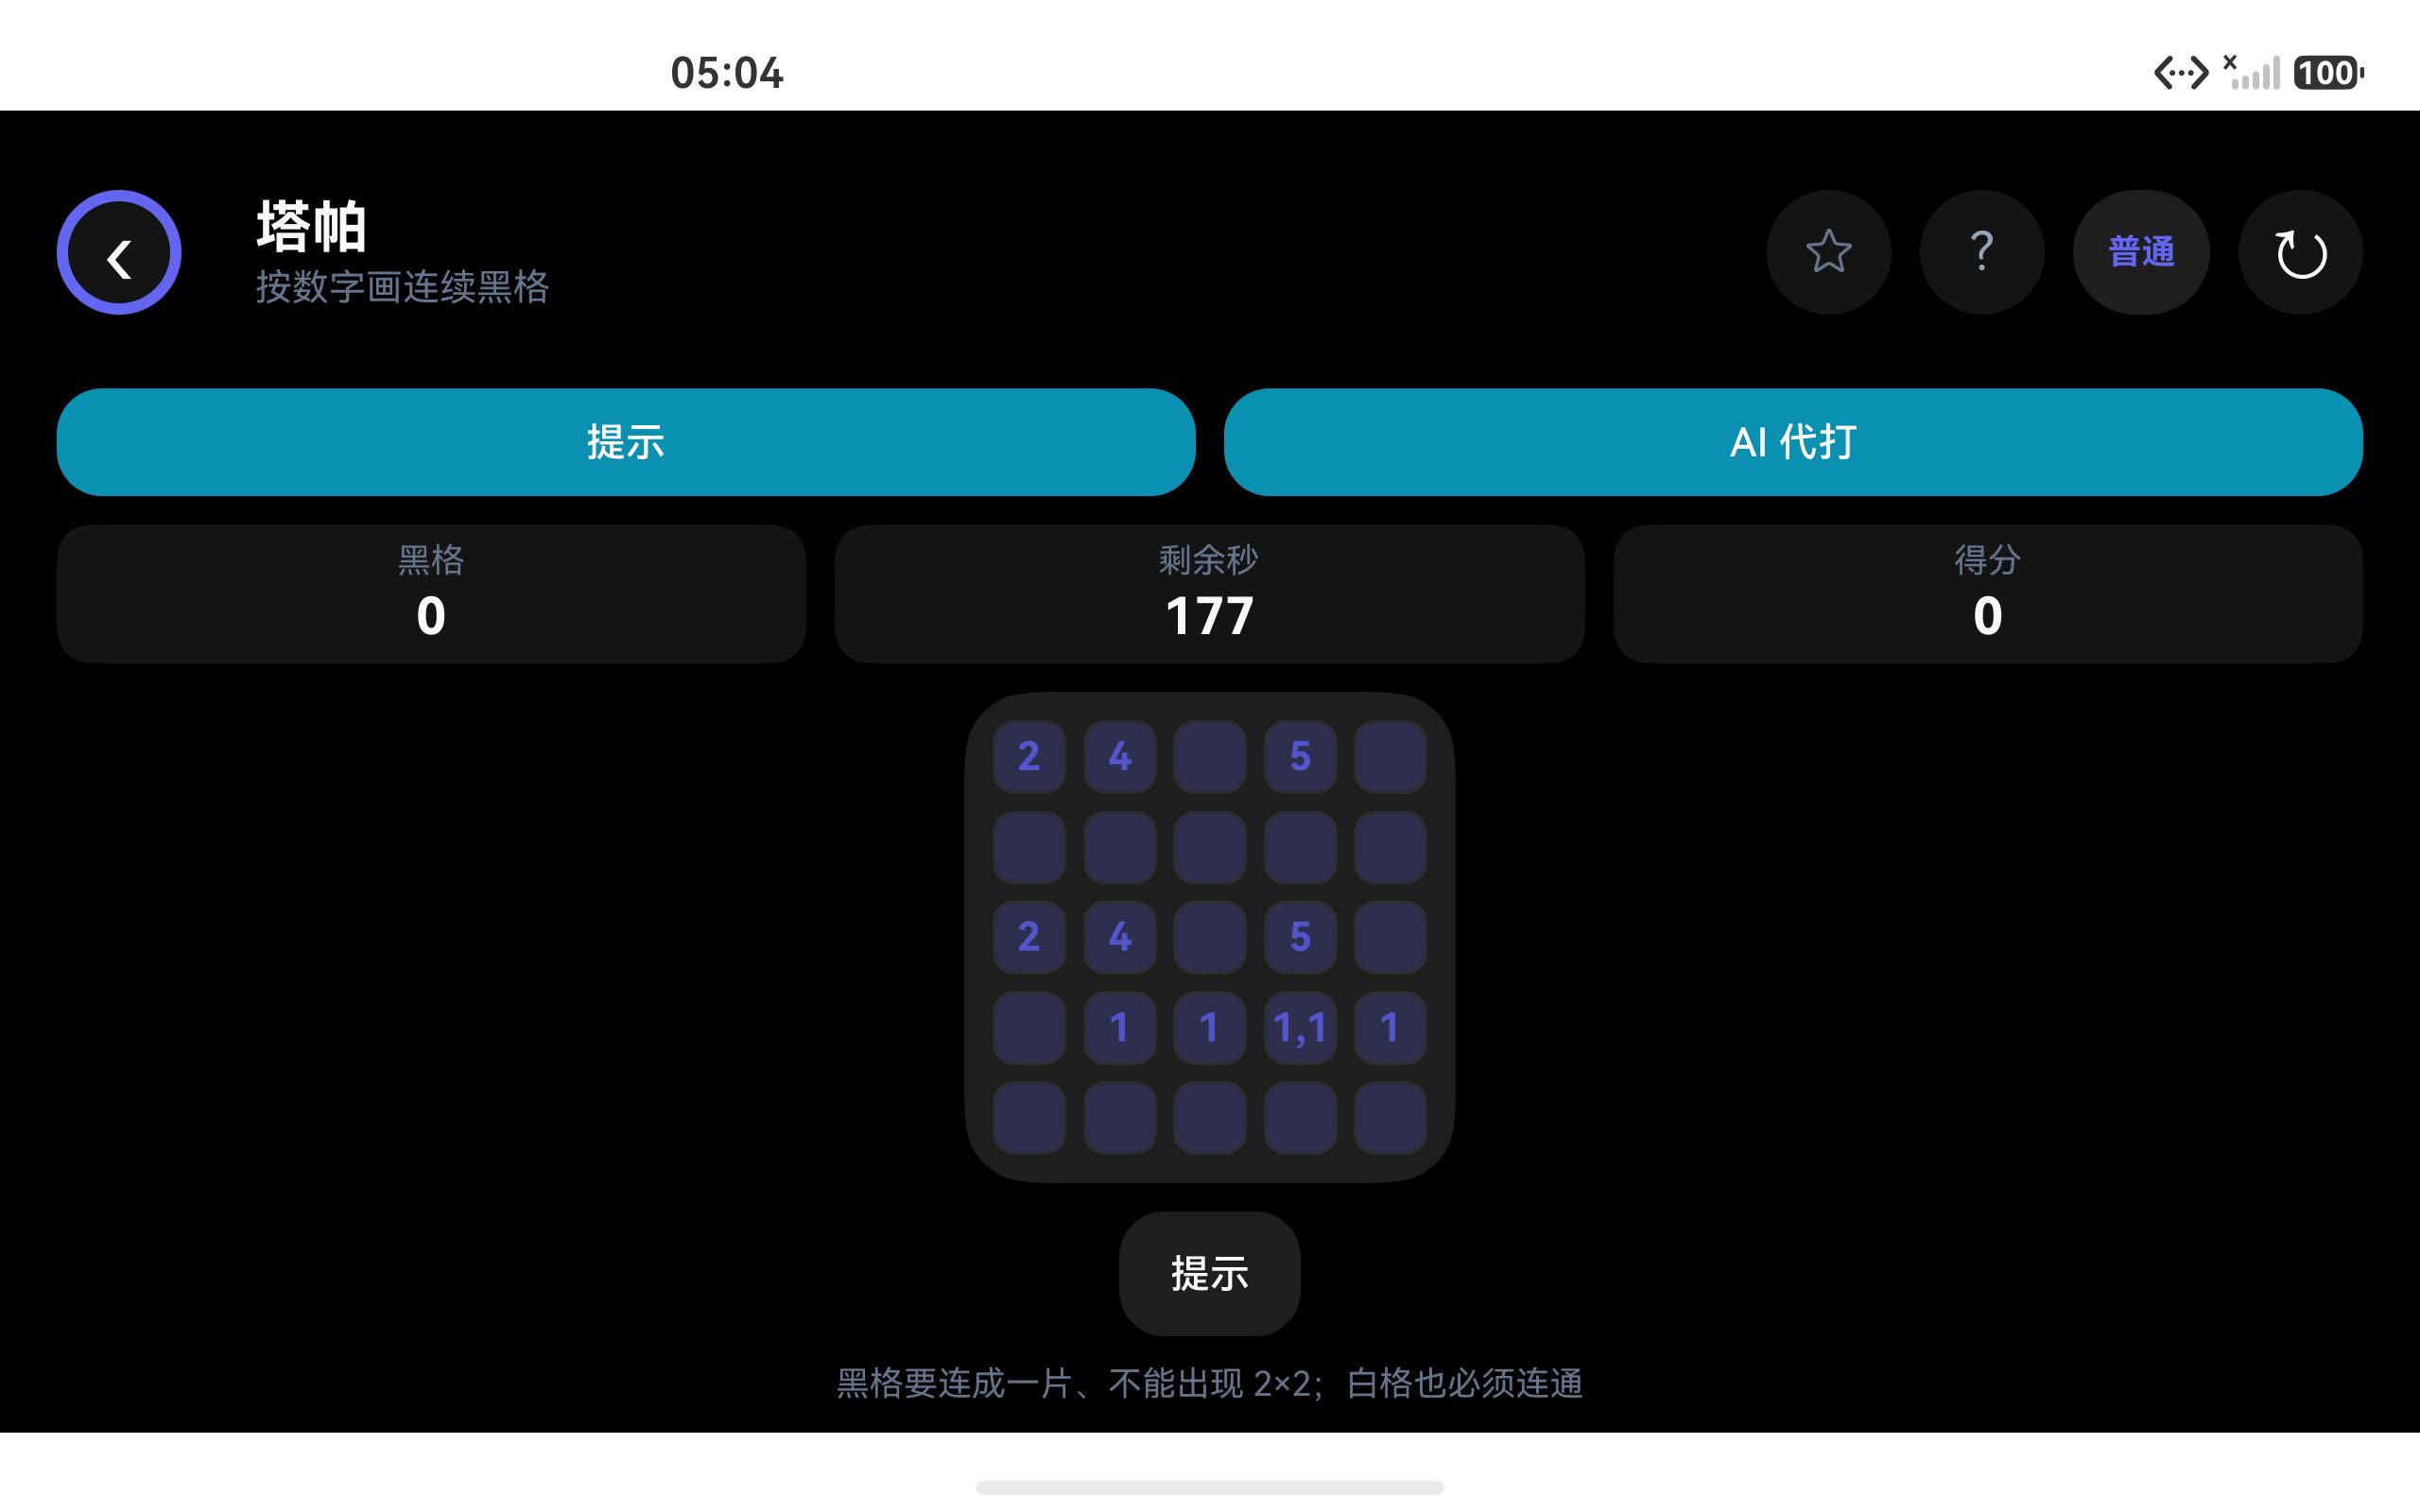 05:04
100
塔帕
按数字画连续黑格
?
普通
提示
AI 代打
黑格
剩余秒
得分
0
177
0
2 4 5
2 4 5
1 1 1,1 1
提示
黑格要连成一片、不能出现 2×2；白格也必须连通